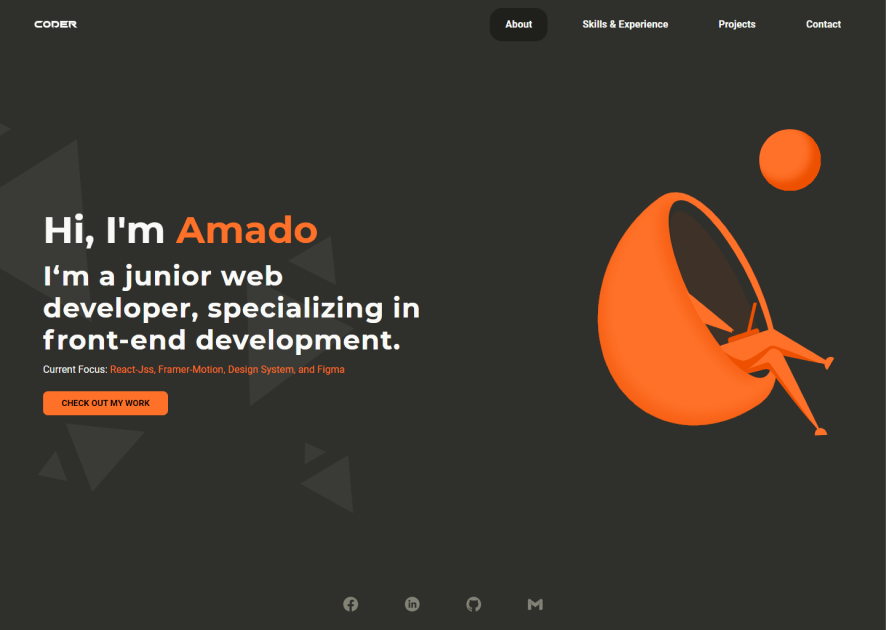 CODER
About
Skills & Experience
Projects
Contact
Hi, I'm Amado
I‘m a junior web
developer, specializing in
front-end development.
Current Focus: React-Jss, Framer-Motion, Design System, and Figma
CHECK OUT MY WORK